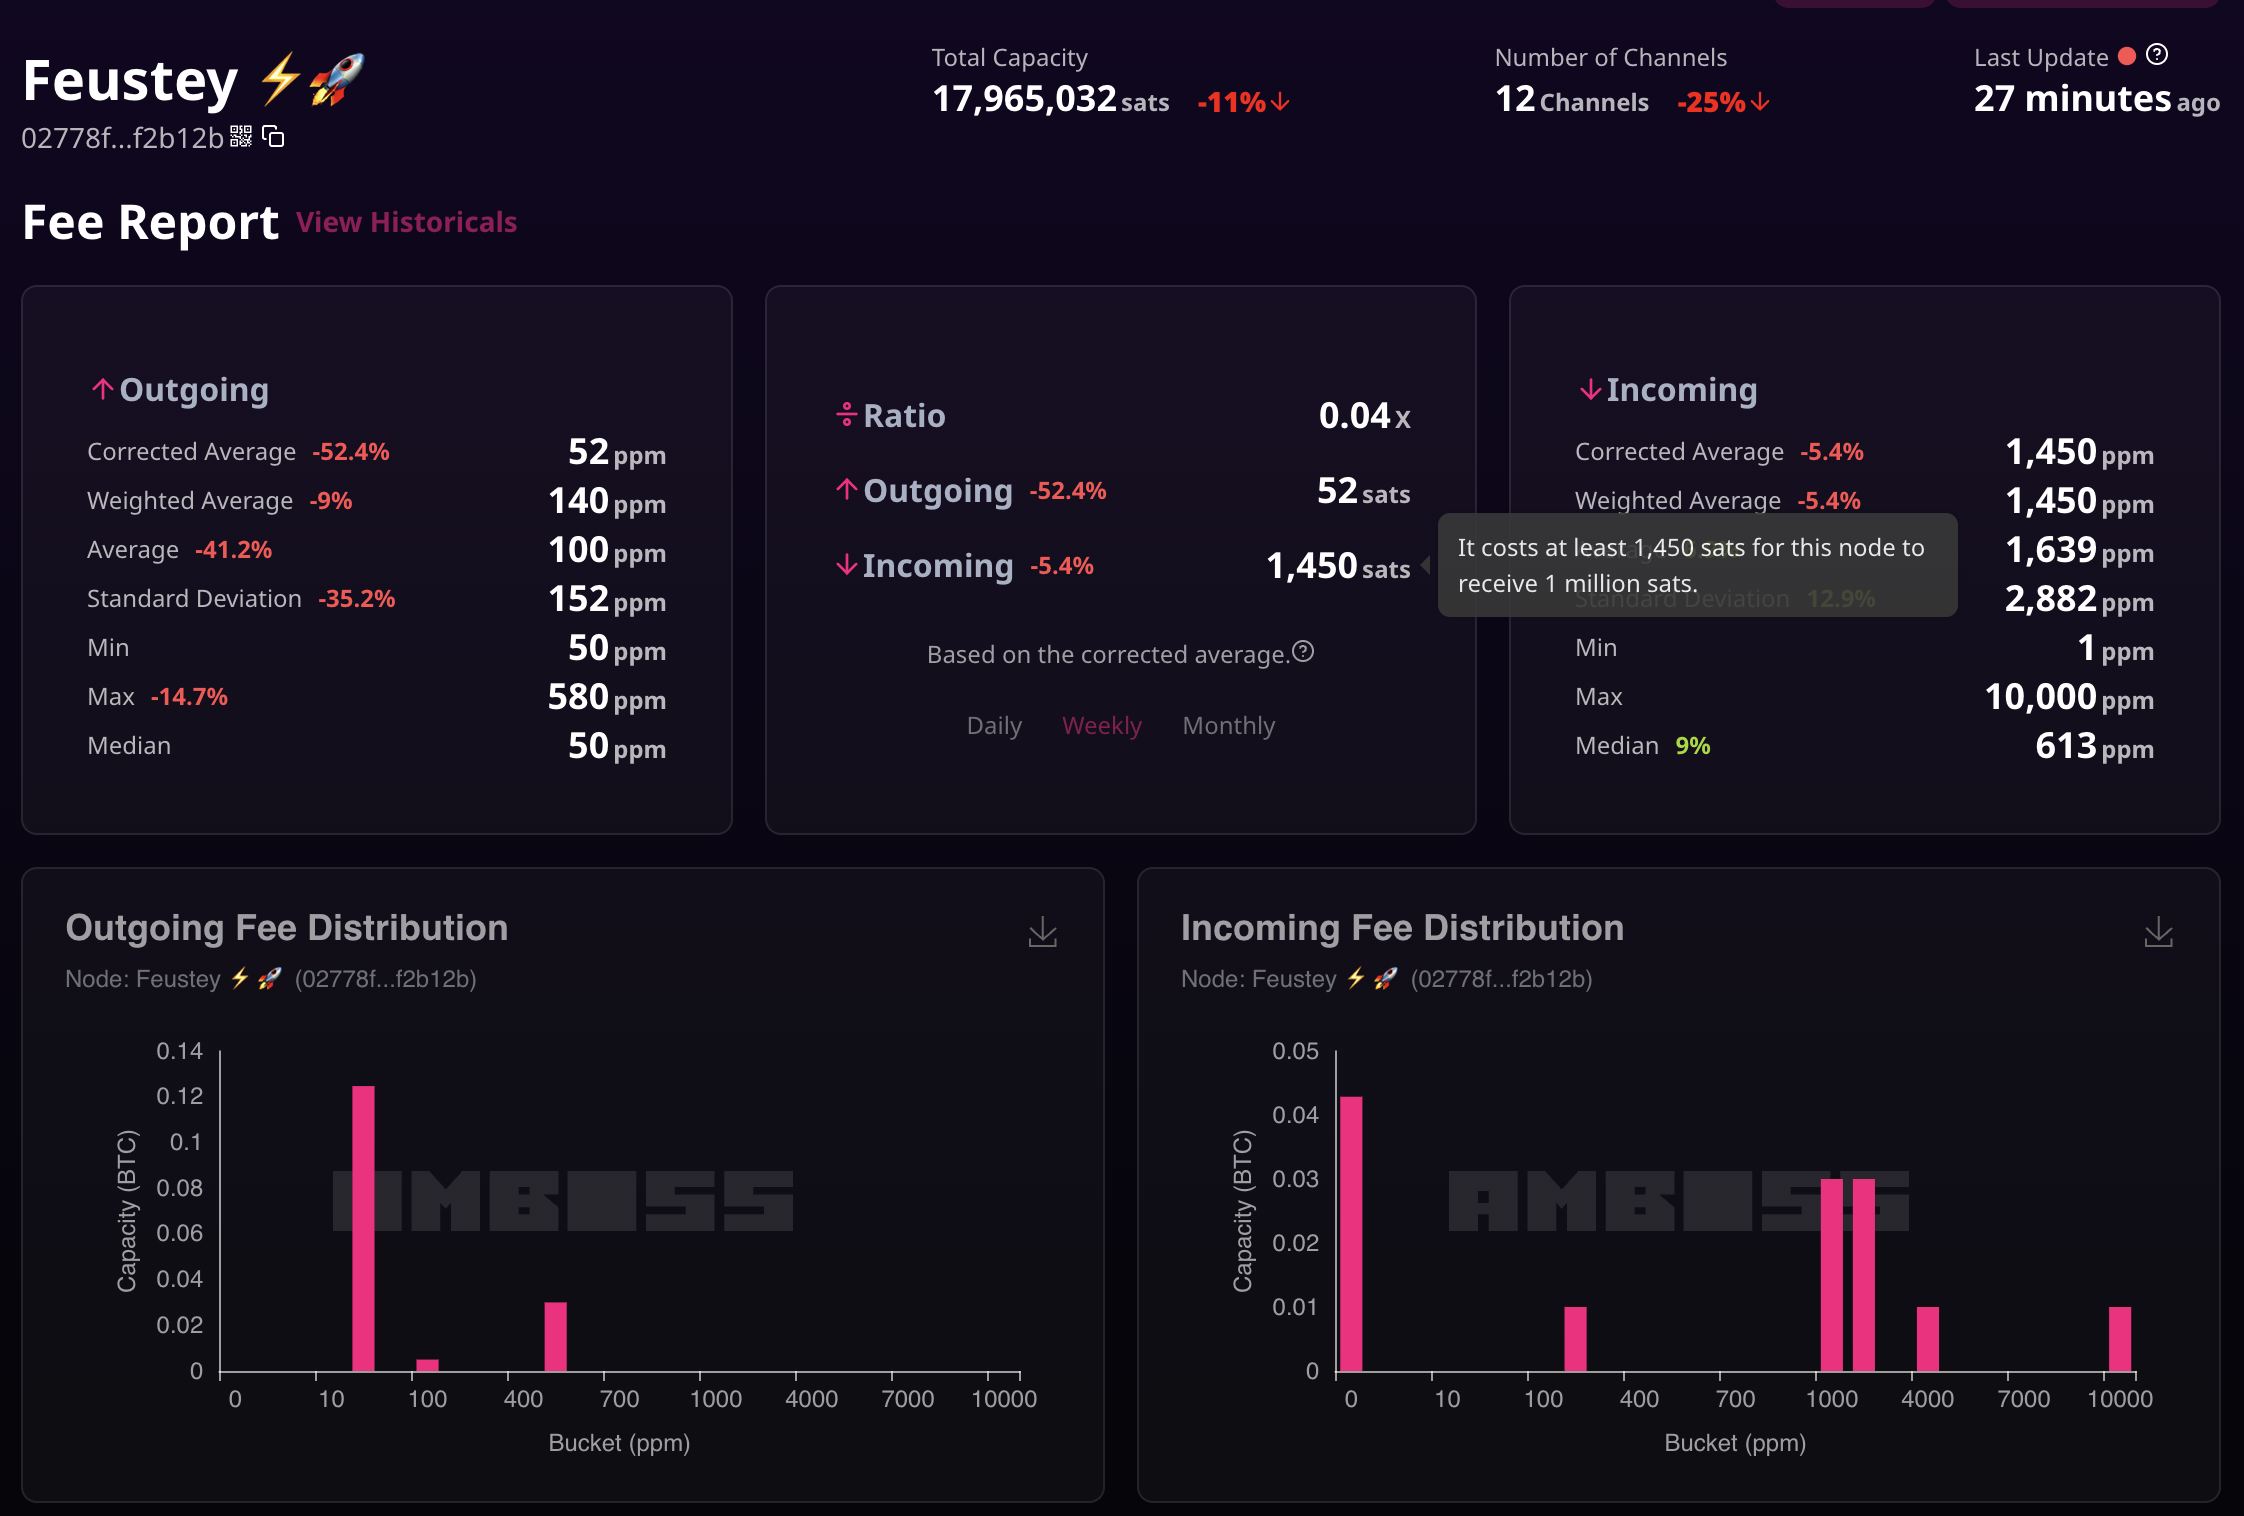 Feustey ⚡🚀
02778f...f2b12b
Total Capacity
17,965,032 sats -11%↓
Number of Channels
12 Channels -25%↓
Last Update
27 minutes ago
Fee Report View Historicals
↑Outgoing
Corrected Average -52.4% 52 ppm
Weighted Average -9% 140 ppm
Average -41.2% 100 ppm
Standard Deviation -35.2% 152 ppm
Min 50 ppm
Max -14.7% 580 ppm
Median 50 ppm
÷Ratio 0.04 x
↑Outgoing -52.4% 52 sats
↓Incoming -5.4% 1,450 sats
Based on the corrected average.
Daily Weekly Monthly
It costs at least 1,450 sats for this node to
receive 1 million sats.
↓Incoming
Corrected Average -5.4% 1,450 ppm
Weighted Average -5.4% 1,450 ppm
1,639 ppm
Standard Deviation 12.9% 2,882 ppm
Min 1 ppm
Max 10,000 ppm
Median 9% 613 ppm
Outgoing Fee Distribution
Node: Feustey ⚡🚀 (02778f...f2b12b)
Capacity (BTC)
0.14
0.12
0.1
0.08
0.06
0.04
0.02
0
AMBOSS
0 10 100 400 700 1000 4000 7000 10000
Bucket (ppm)
Incoming Fee Distribution
Node: Feustey ⚡🚀 (02778f...f2b12b)
Capacity (BTC)
0.05
0.04
0.03
0.02
0.01
0
AMBOSS
0 10 100 400 700 1000 4000 7000 10000
Bucket (ppm)